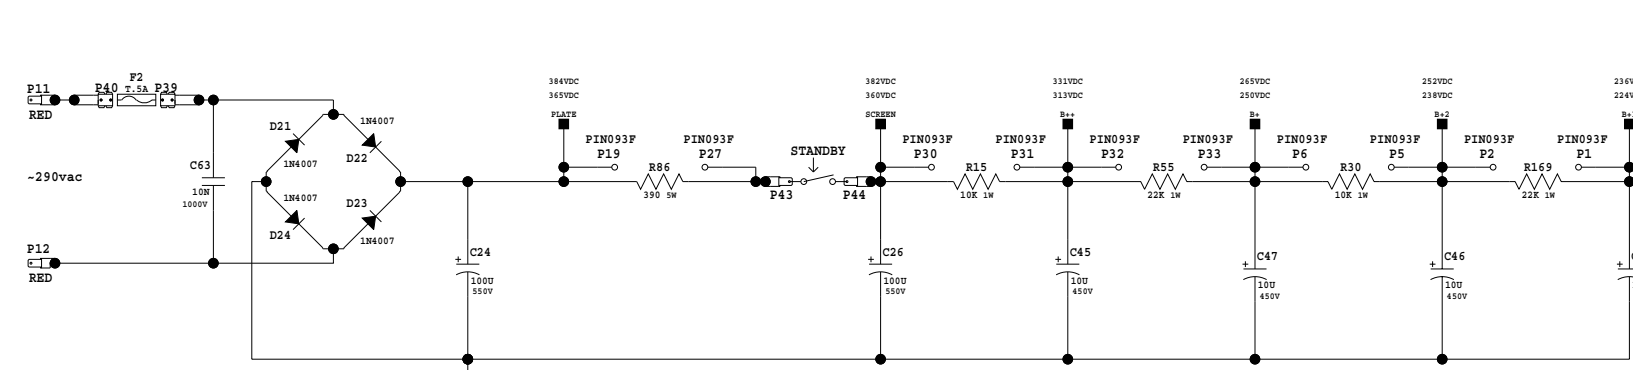 384VDC
365VDC
PLATE
382VDC
360VDC
SCREEN
331VDC
313VDC
B++
265VDC
250VDC
B+
252VDC
238VDC
B+2
P11
RED
P40
F2
T.5A
P39
~290vac
P12
RED
C63
10N
1000V
D21
1N4007
1N4007
D22
1N4007
D24
D23
1N4007
C24
+
100U
550V
PIN093F
P19
R86
390 5W
PIN093F
P27
P43
STANDBY
P44
PIN093F
P30
R15
10K 1W
PIN093F
P31
PIN093F
P32
R55
22K 1W
PIN093F
P33
PIN093F
P6
R30
10K 1W
PIN093F
P5
PIN093F
P2
R169
22K 1W
PIN093F
P1
C26
+
100U
550V
C45
+
10U
450V
C47
+
10U
450V
C46
+
10U
450V
+